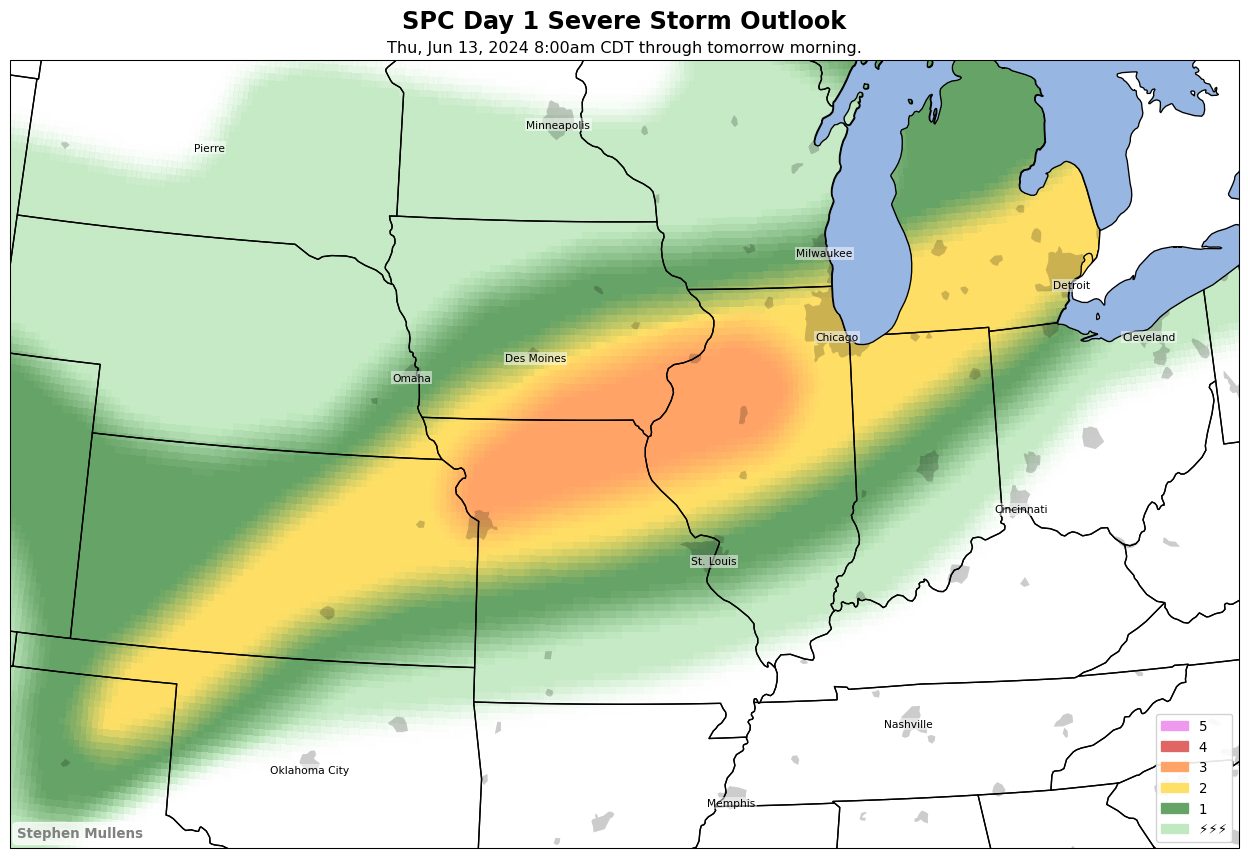 SPC Day 1 Severe Storm Outlook
Thu, Jun 13, 2024 8:00am CDT through tomorrow morning.
Minneapolis
Pierre
Milwaukee
Detroit
Chicago
Cleveland
Des Moines
Omaha
Cincinnati
St. Louis
Nashville
Oklahoma City
Memphis
5
4
3
2
1
⚡⚡⚡
Stephen Mullens